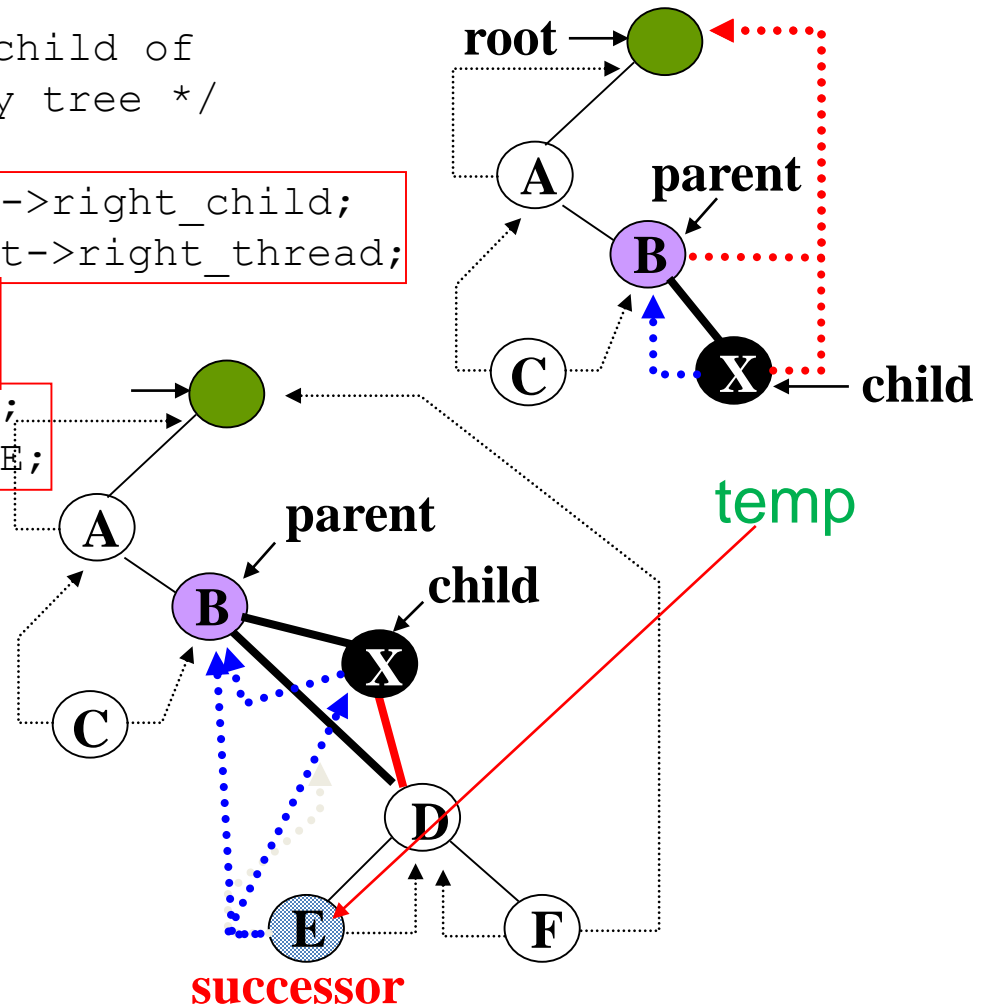 child of
y tree */
->right_child;
t->right_thread;
;
E;
root
A
parent
B
C
X
child
A
parent
B
child
X
C
D
E
F
temp
successor